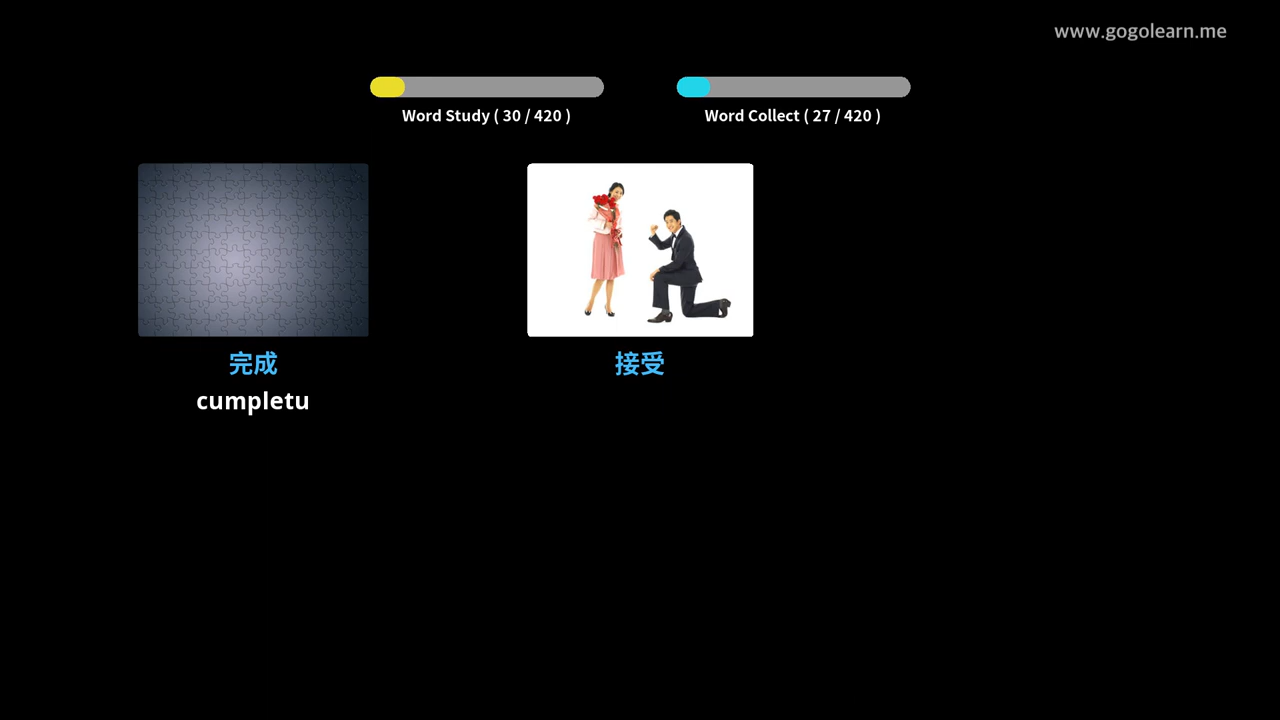 www.gogolearn.me
Word Study ( 30 / 420 )
Word Collect ( 27 / 420 )
完成
cumpletu
接受